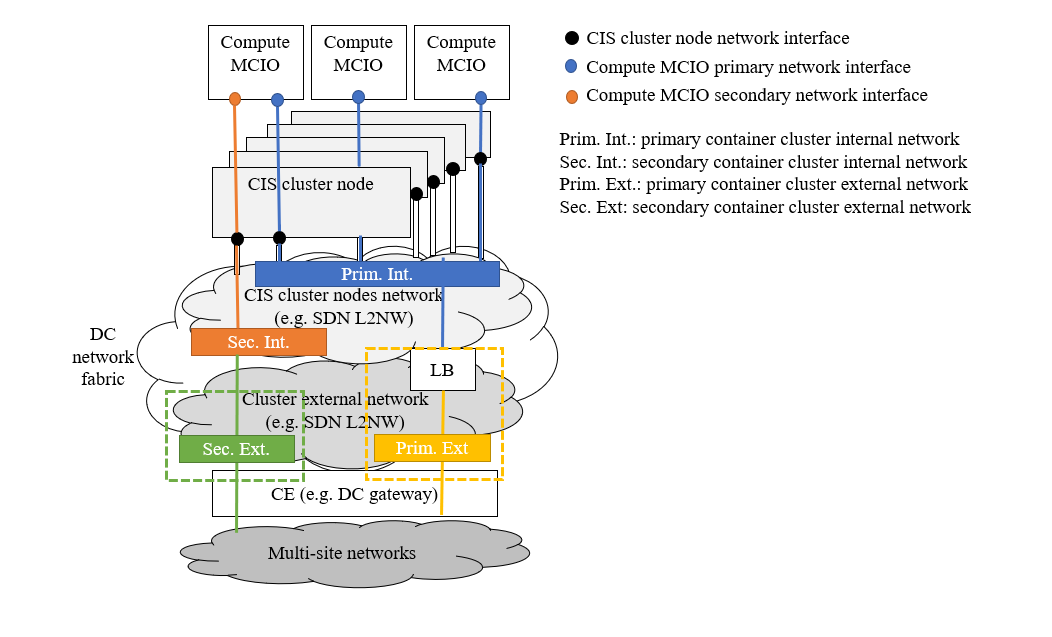 Compute
MCIO
Compute
MCIO
Compute
MCIO
CIS cluster node network interface
Compute MCIO primary network interface
Compute MCIO secondary network interface
Prim. Int.: primary container cluster internal network
Sec. Int.: secondary container cluster internal network
Prim. Ext.: primary container cluster external network
Sec. Ext: secondary container cluster external network
CIS cluster node
Prim. Int.
CIS cluster nodes network
(e.g. SDN L2NW)
DC
network
fabric
Sec. Int.
LB
Cluster external network
(e.g. SDN L2NW)
Sec. Ext.
Prim. Ext
CE (e.g. DC gateway)
Multi-site networks